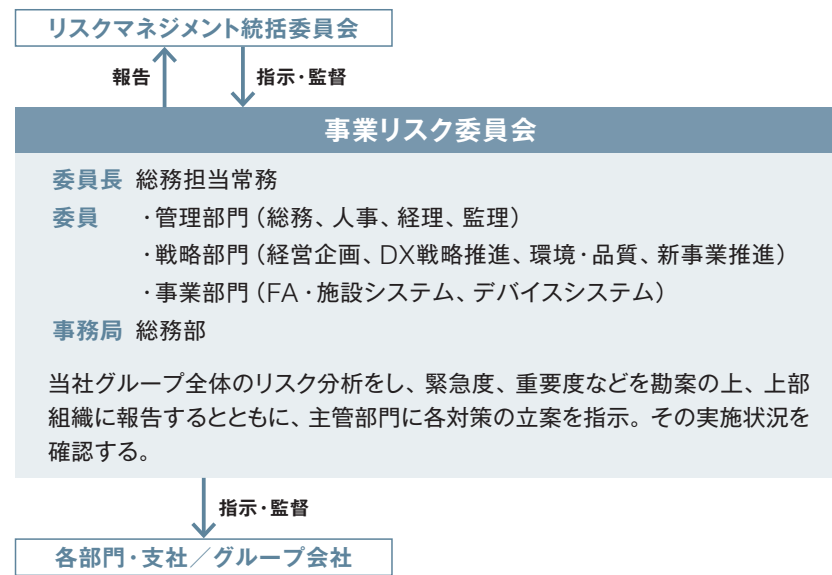 リスクマネジメント統括委員会
報告
指示・監督
事業リスク委員会
委員長 総務担当常務
委員 ・管理部門(総務、人事、経理、監理)
・戦略部門(経営企画、DX戦略推進、環境・品質、新事業推進)
・事業部門(FA・施設システム、デバイスシステム)
事務局 総務部
当社グループ全体のリスク分析をし、緊急度、重要度などを勘案の上、上部
組織に報告するとともに、主管部門に各対策の立案を指示。その実施状況を
確認する。
指示・監督
各部門・支社/グループ会社